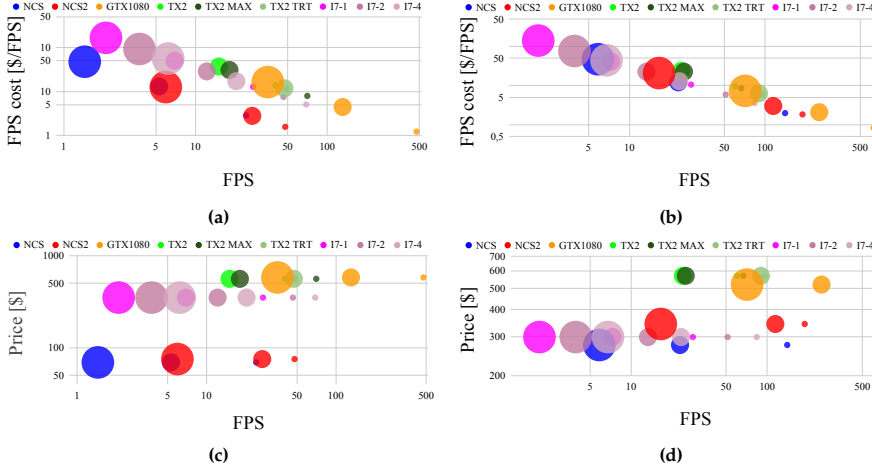 NCS NCS2 GTX1080 TX2 TX2 MAX TX2 TRT I7-1 I7-2 I7-4
FPS cost [$/FPS]
50
10
5
1
1 5 10 50 100 500
FPS
(a)
NCS NCS2 GTX1080 TX2 TX2 MAX TX2 TRT I7-1 I7-2 I7-4
FPS cost [$/FPS]
50
50
5
5
0,5
5 10 50 100
FPS
(b)
NCS NCS2 GTX1080 TX2 TX2 MAX TX2 TRT I7-1 I7-2 I7-4
Price [$]
1000
500
100
50
1 5 10 50 100 500
FPS
(c)
NCS NCS2 GTX1080 TX2 TX2 MAX TX2 TRT I7-1 I7-2 I7-4
Price [$]
700
600
500
400
300
200
5 10 50 100
FPS
(d)